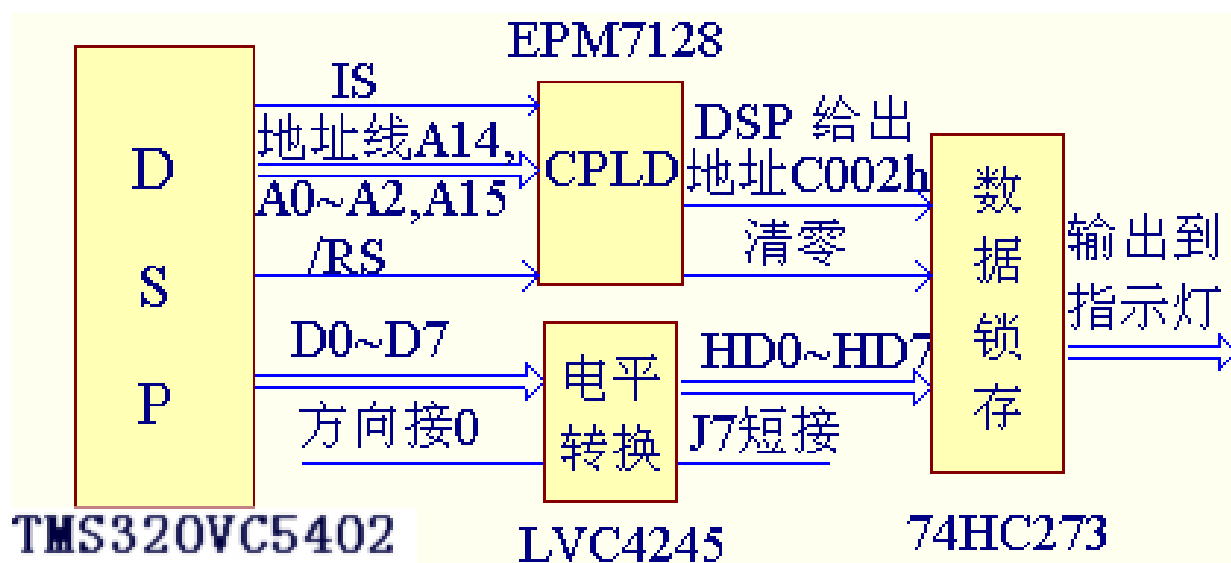 EPM7128
IS
地址线A14,
A0~A2,A15
/RS
D
S
P
CPLD
DSP 给出
地址C002h
清零
数
据
锁
存
输出到
指示灯
D0~D7
方向接0
电平
转换
HD0~HD7
J7短接
TMS320VC5402
LVC4245
74HC273